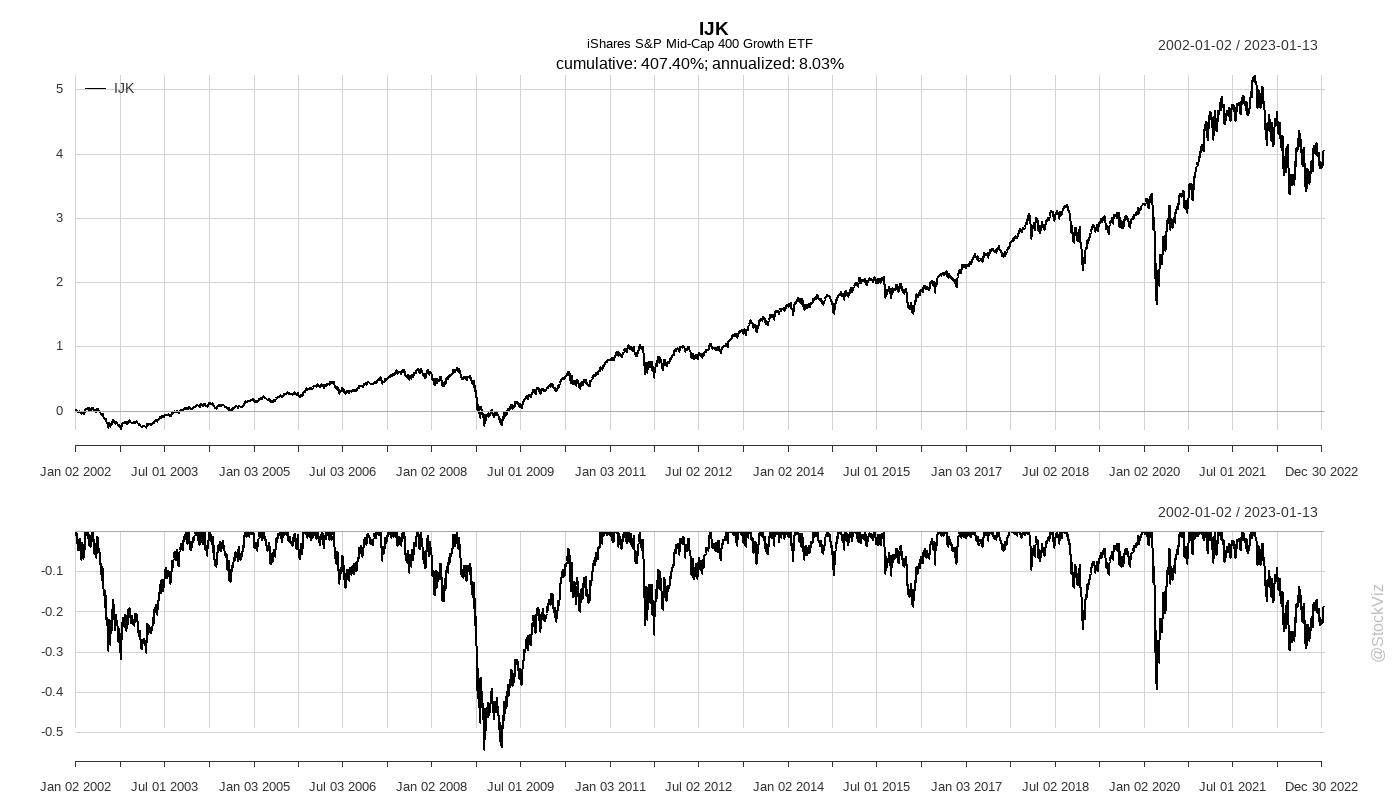 IJK
iShares S&P Mid-Cap 400 Growth ETF
cumulative: 407.40%; annualized: 8.03%
2002-01-02 / 2023-01-13
IJK
5
4
3
2
1
0
Jan 02 2002 Jul 01 2003 Jan 03 2005 Jul 03 2006 Jan 02 2008 Jul 01 2009 Jan 03 2011 Jul 02 2012 Jan 02 2014 Jul 01 2015 Jan 03 2017 Jul 02 2018 Jan 02 2020 Jul 01 2021 Dec 30 2022
2002-01-02 / 2023-01-13
-0.1
-0.2
-0.3
-0.4
-0.5
Jan 02 2002 Jul 01 2003 Jan 03 2005 Jul 03 2006 Jan 02 2008 Jul 01 2009 Jan 03 2011 Jul 02 2012 Jan 02 2014 Jul 01 2015 Jan 03 2017 Jul 02 2018 Jan 02 2020 Jul 01 2021 Dec 30 2022
@StockViz